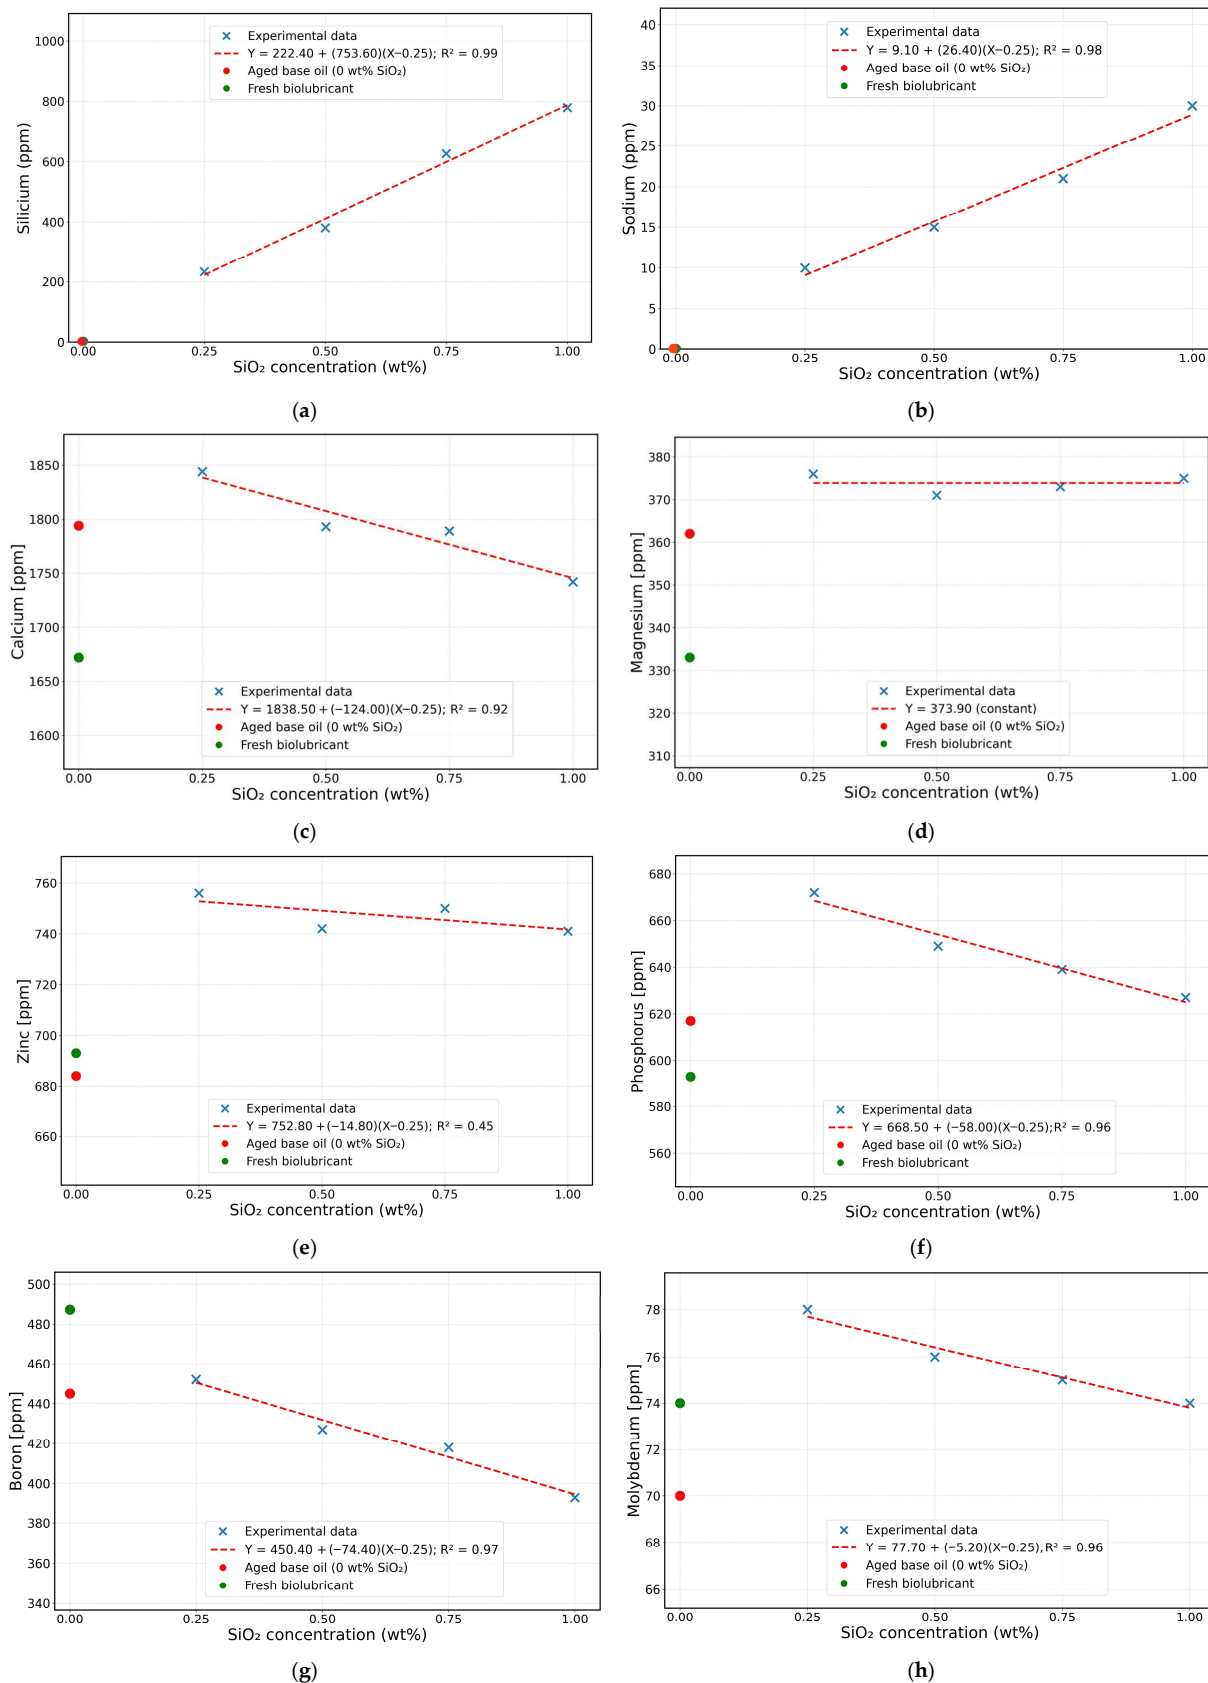 1000
800
600
400
200
0
Silicium (ppm)
Experimental data
Y = 222.40 + (753.60)(X−0.25); R² = 0.99
Aged base oil (0 wt% SiO₂)
Fresh biolubricant
0.00 0.25 0.50 0.75 1.00
SiO₂ concentration (wt%)
(a)
40
35
30
25
20
15
10
5
0
Sodium (ppm)
Experimental data
Y = 9.10 + (26.40)(X−0.25); R² = 0.98
Aged base oil (0 wt% SiO₂)
Fresh biolubricant
0.00 0.25 0.50 0.75 1.00
SiO₂ concentration (wt%)
(b)
1850
1800
1750
1700
1650
1600
Calcium [ppm]
Experimental data
Y = 1838.50 + (−124.00)(X−0.25); R² = 0.92
Aged base oil (0 wt% SiO₂)
Fresh biolubricant
0.00 0.25 0.50 0.75 1.00
SiO₂ concentration (wt%)
(c)
380
370
360
350
340
330
320
310
Magnesium [ppm]
Experimental data
Y = 373.90 (constant)
Aged base oil (0 wt% SiO₂)
Fresh biolubricant
0.00 0.25 0.50 0.75 1.00
SiO₂ concentration (wt%)
(d)
760
740
720
700
680
660
Zinc [ppm]
Experimental data
Y = 752.80 + (−14.80)(X−0.25); R² = 0.45
Aged base oil (0 wt% SiO₂)
Fresh biolubricant
0.00 0.25 0.50 0.75 1.00
SiO₂ concentration (wt%)
(e)
680
660
640
620
600
580
560
Phosphorus [ppm]
Experimental data
Y = 668.50 + (−58.00)(X−0.25); R² = 0.96
Aged base oil (0 wt% SiO₂)
Fresh biolubricant
0.00 0.25 0.50 0.75 1.00
SiO₂ concentration (wt%)
(f)
500
480
460
440
420
400
380
360
340
Boron [ppm]
Experimental data
Y = 450.40 + (−74.40)(X−0.25); R² = 0.97
Aged base oil (0 wt% SiO₂)
Fresh biolubricant
0.00 0.25 0.50 0.75 1.00
SiO₂ concentration (wt%)
(g)
78
76
74
72
70
68
66
Molybdenum [ppm]
Experimental data
Y = 77.70 + (−5.20)(X−0.25); R² = 0.96
Aged base oil (0 wt% SiO₂)
Fresh biolubricant
0.00 0.25 0.50 0.75 1.00
SiO₂ concentration (wt%)
(h)